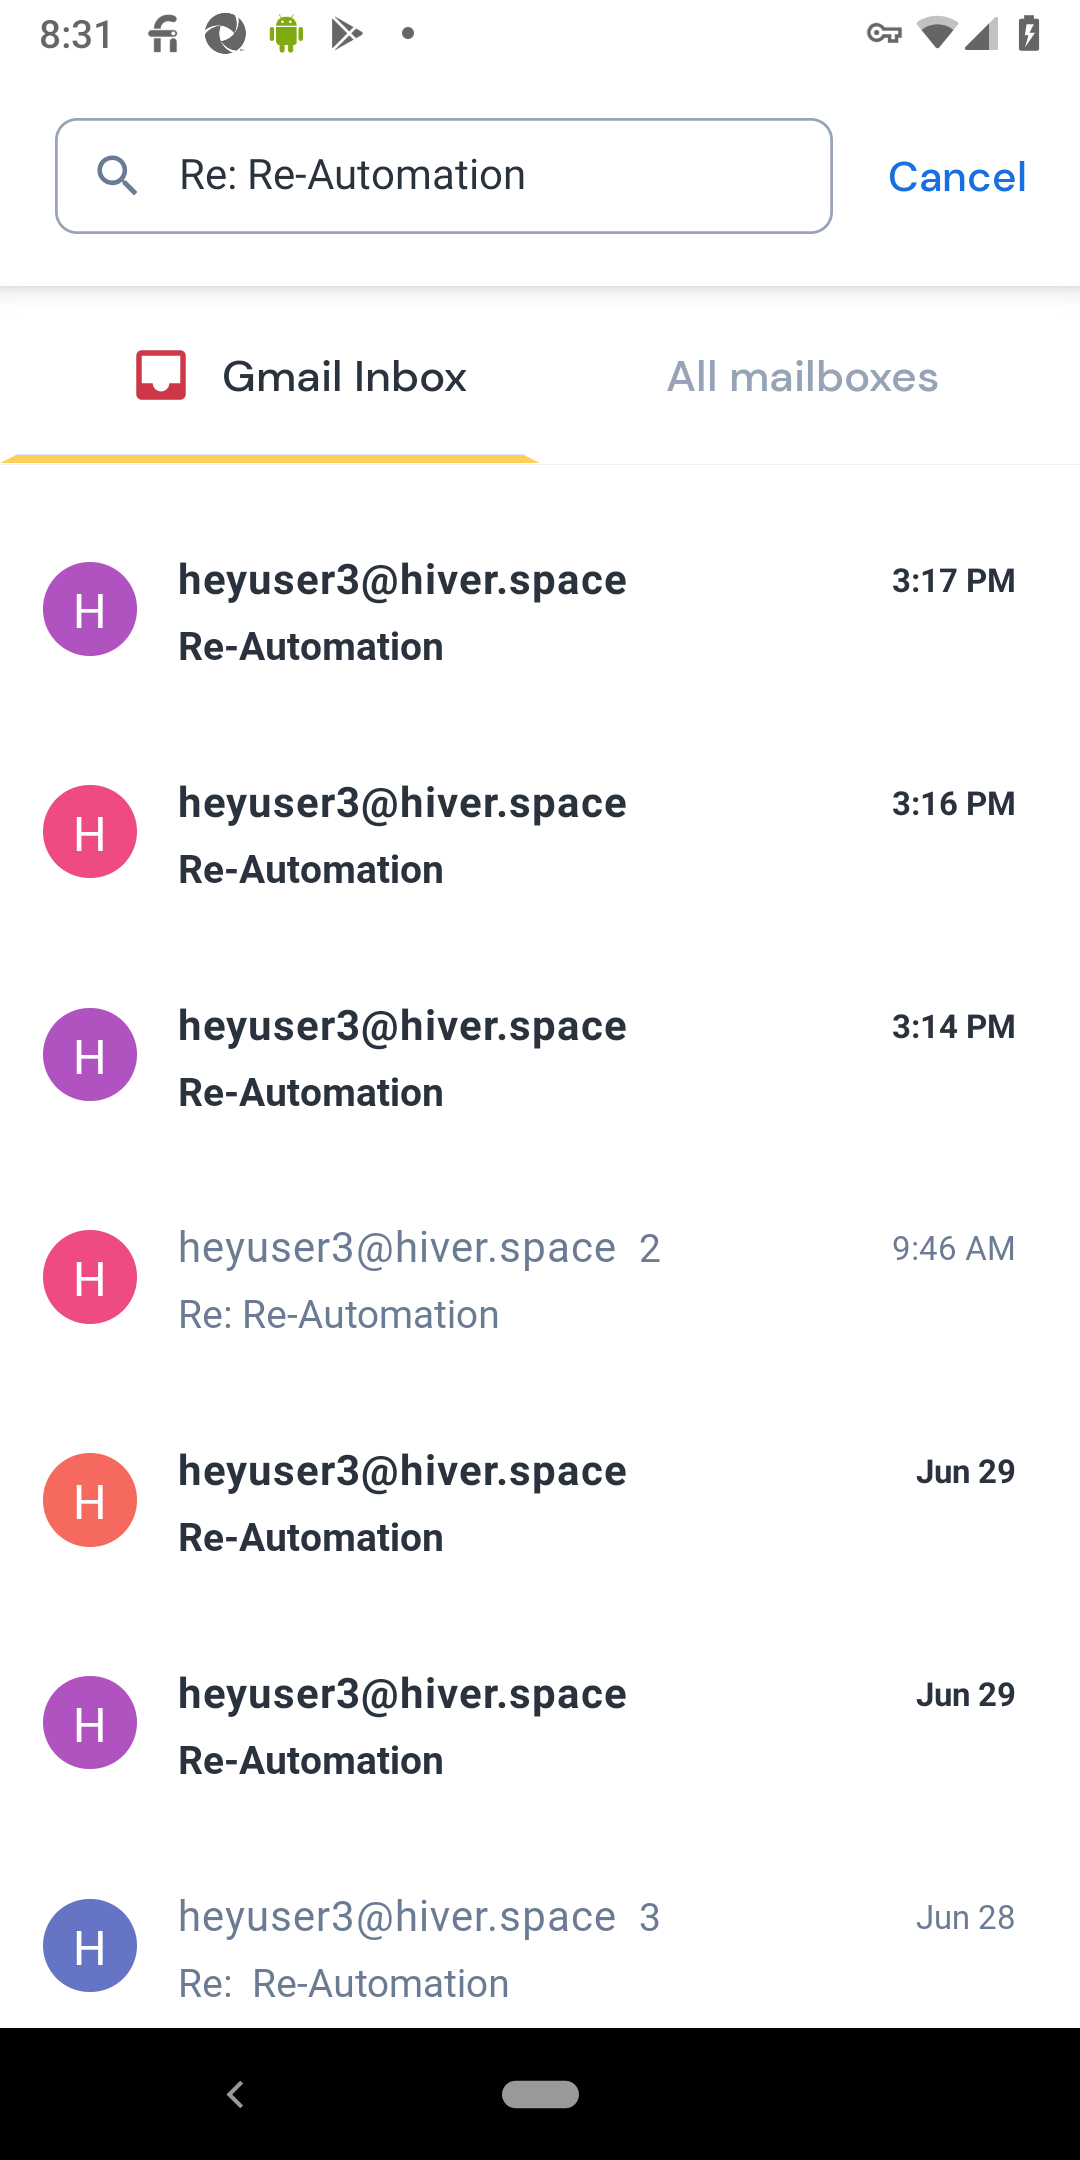 8:31
Re: Re-Automation
Cancel
Gmail Inbox
All mailboxes
H
heyuser3@hiver.space
3:17 PM
Re-Automation
H
heyuser3@hiver.space
3:16 PM
Re-Automation
H
heyuser3@hiver.space
3:14 PM
Re-Automation
H
heyuser3@hiver.space 2
9:46 AM
Re: Re-Automation
H
heyuser3@hiver.space
Jun 29
Re-Automation
H
heyuser3@hiver.space
Jun 29
Re-Automation
H
heyuser3@hiver.space 3
Jun 28
Re:  Re-Automation